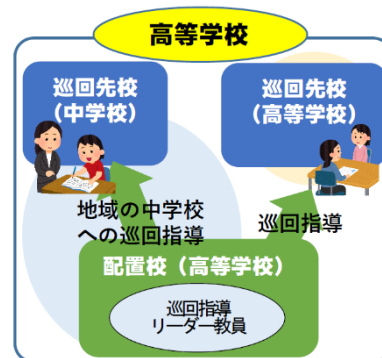 高等学校
巡回先校
（中学校）
巡回先校
（高等学校）
地域の中学校
への巡回指導
巡回指導
配置校（高等学校）
巡回指導
リーダー教員